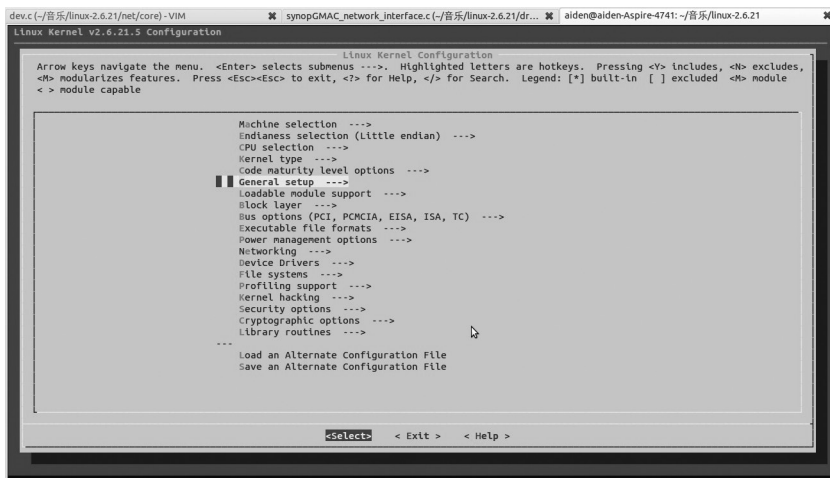 dev.c (~/音乐/linux-2.6.21/net/core) - VIM
synopGMAC_network_interface.c (~/音乐/linux-2.6.21/dr...
aiden@aiden-Aspire-4741: ~/音乐/linux-2.6.21
Linux Kernel v2.6.21.5 Configuration
Linux Kernel Configuration
Arrow keys navigate the menu. <Enter> selects submenus --->. Highlighted letters are hotkeys. Pressing <Y> includes, <N> excludes,
<M> modularizes features. Press <Esc><Esc> to exit, <?> for Help, </> for Search. Legend: [*] built-in [ ] excluded <M> module
< > module capable
Machine selection --->
Endianess selection (Little endian) --->
CPU selection --->
Kernel type --->
Code maturity level options --->
General setup --->
Loadable module support --->
Block layer --->
Bus options (PCI, PCMCIA, EISA, ISA, TC) --->
Executable file formats --->
Power management options --->
Networking --->
Device Drivers --->
File systems --->
Profiling support --->
Kernel hacking --->
Security options --->
Cryptographic options --->
Library routines --->
---
Load an Alternate Configuration File
Save an Alternate Configuration File
<Select> < Exit > < Help >